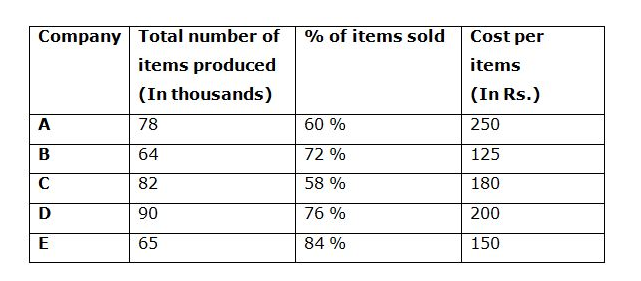 Company Total number of items produced (In thousands) % of items sold Cost per items (In Rs.)
A 78 60 % 250
B 64 72 % 125
C 82 58 % 180
D 90 76 % 200
E 65 84 % 150